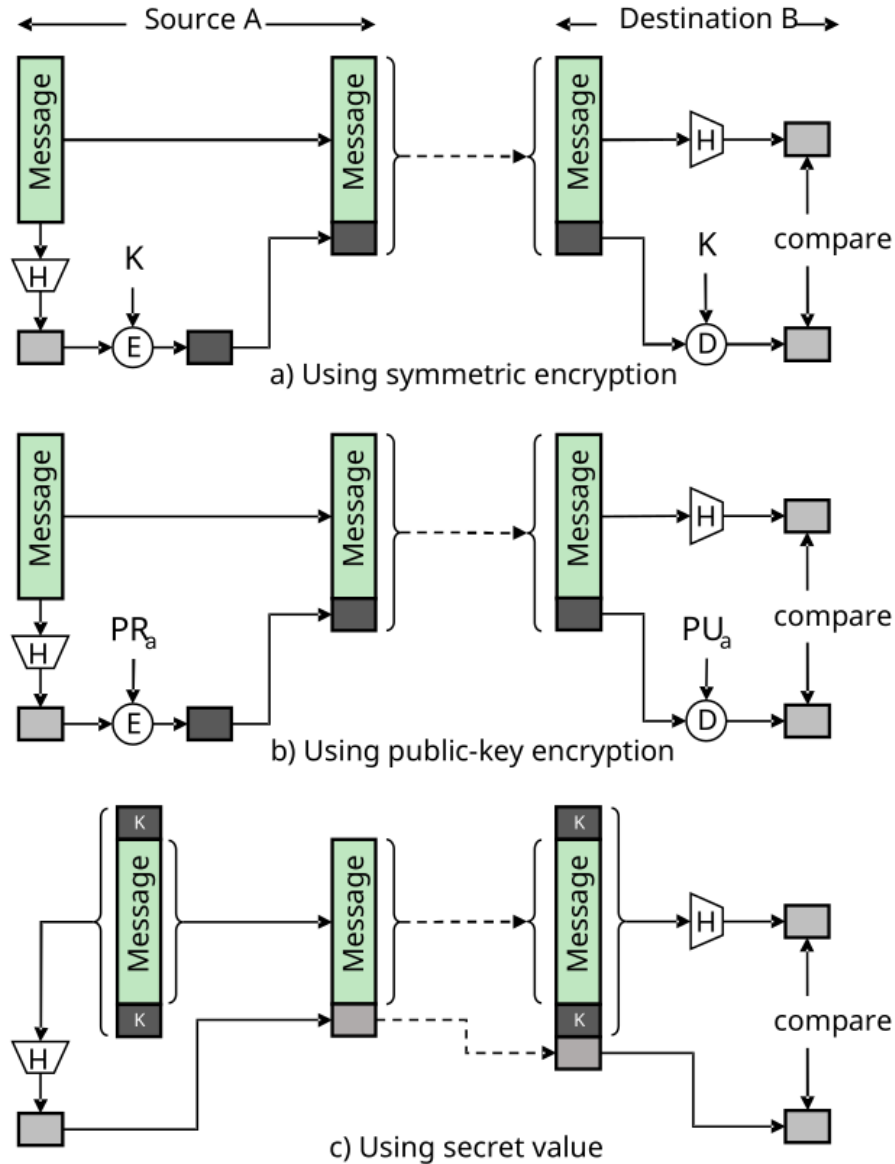 Source A
Destination B
Message
Message
Message
H
H
K
K
compare
E
D
a) Using symmetric encryption
Message
Message
Message
H
H
PRa
PUa
compare
E
D
b) Using public-key encryption
K
K
Message
Message
Message
H
K
K
H
compare
c) Using secret value